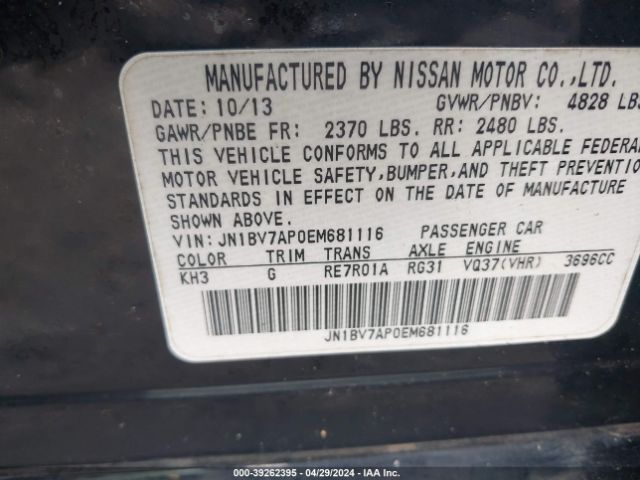 MANUFACTURED BY NISSAN MOTOR CO.,LTD.
DATE: 10/13 GVWR/PNBV: 4828 LBS
GAWR/PNBE FR: 2370 LBS. RR: 2480 LBS.
THIS VEHICLE CONFORMS TO ALL APPLICABLE FEDERAL
MOTOR VEHICLE SAFETY,BUMPER,AND THEFT PREVENTIO
STANDARDS IN EFFECT ON THE DATE OF MANUFACTURE
SHOWN ABOVE.
VIN: JN1BV7AP0EM681116 PASSENGER CAR
COLOR TRIM TRANS AXLE ENGINE
KH3 G RE7R01A RG31 VQ37(VHR) 3696CC
JN1BV7AP0EM681116
000-39262395 - 04/29/2024 - IAA Inc.